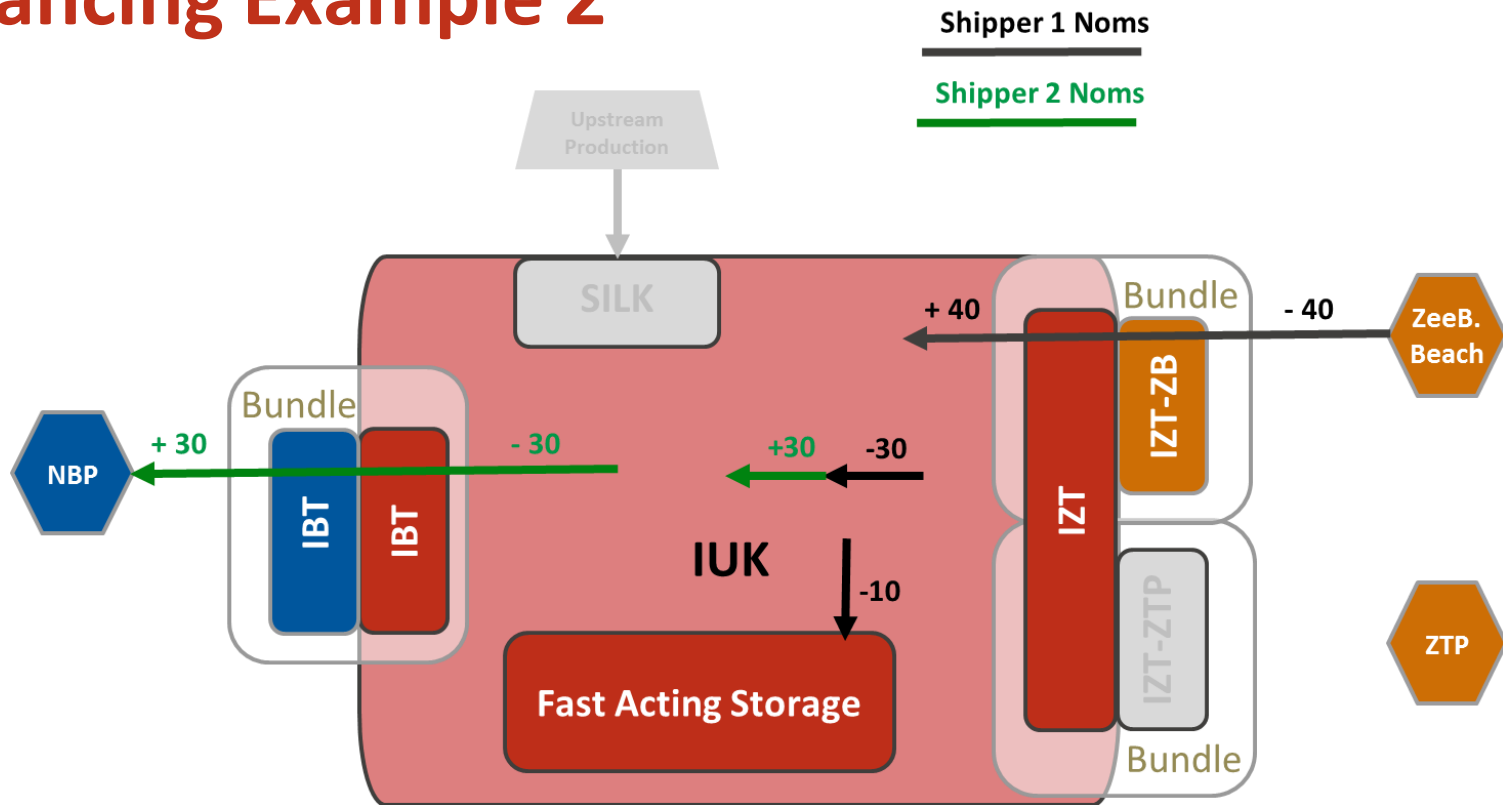 ancing Example 2
Shipper 1 Noms
Shipper 2 Noms
Upstream
Production
SILK
Bundle
+ 40
- 40
ZeeB.
Beach
IZT-ZB
Bundle
NBP
+ 30
- 30
+30
-30
IBT
IBT
IZT
IUK
-10
Fast Acting Storage
IZT-ZTP
ZTP
Bundle